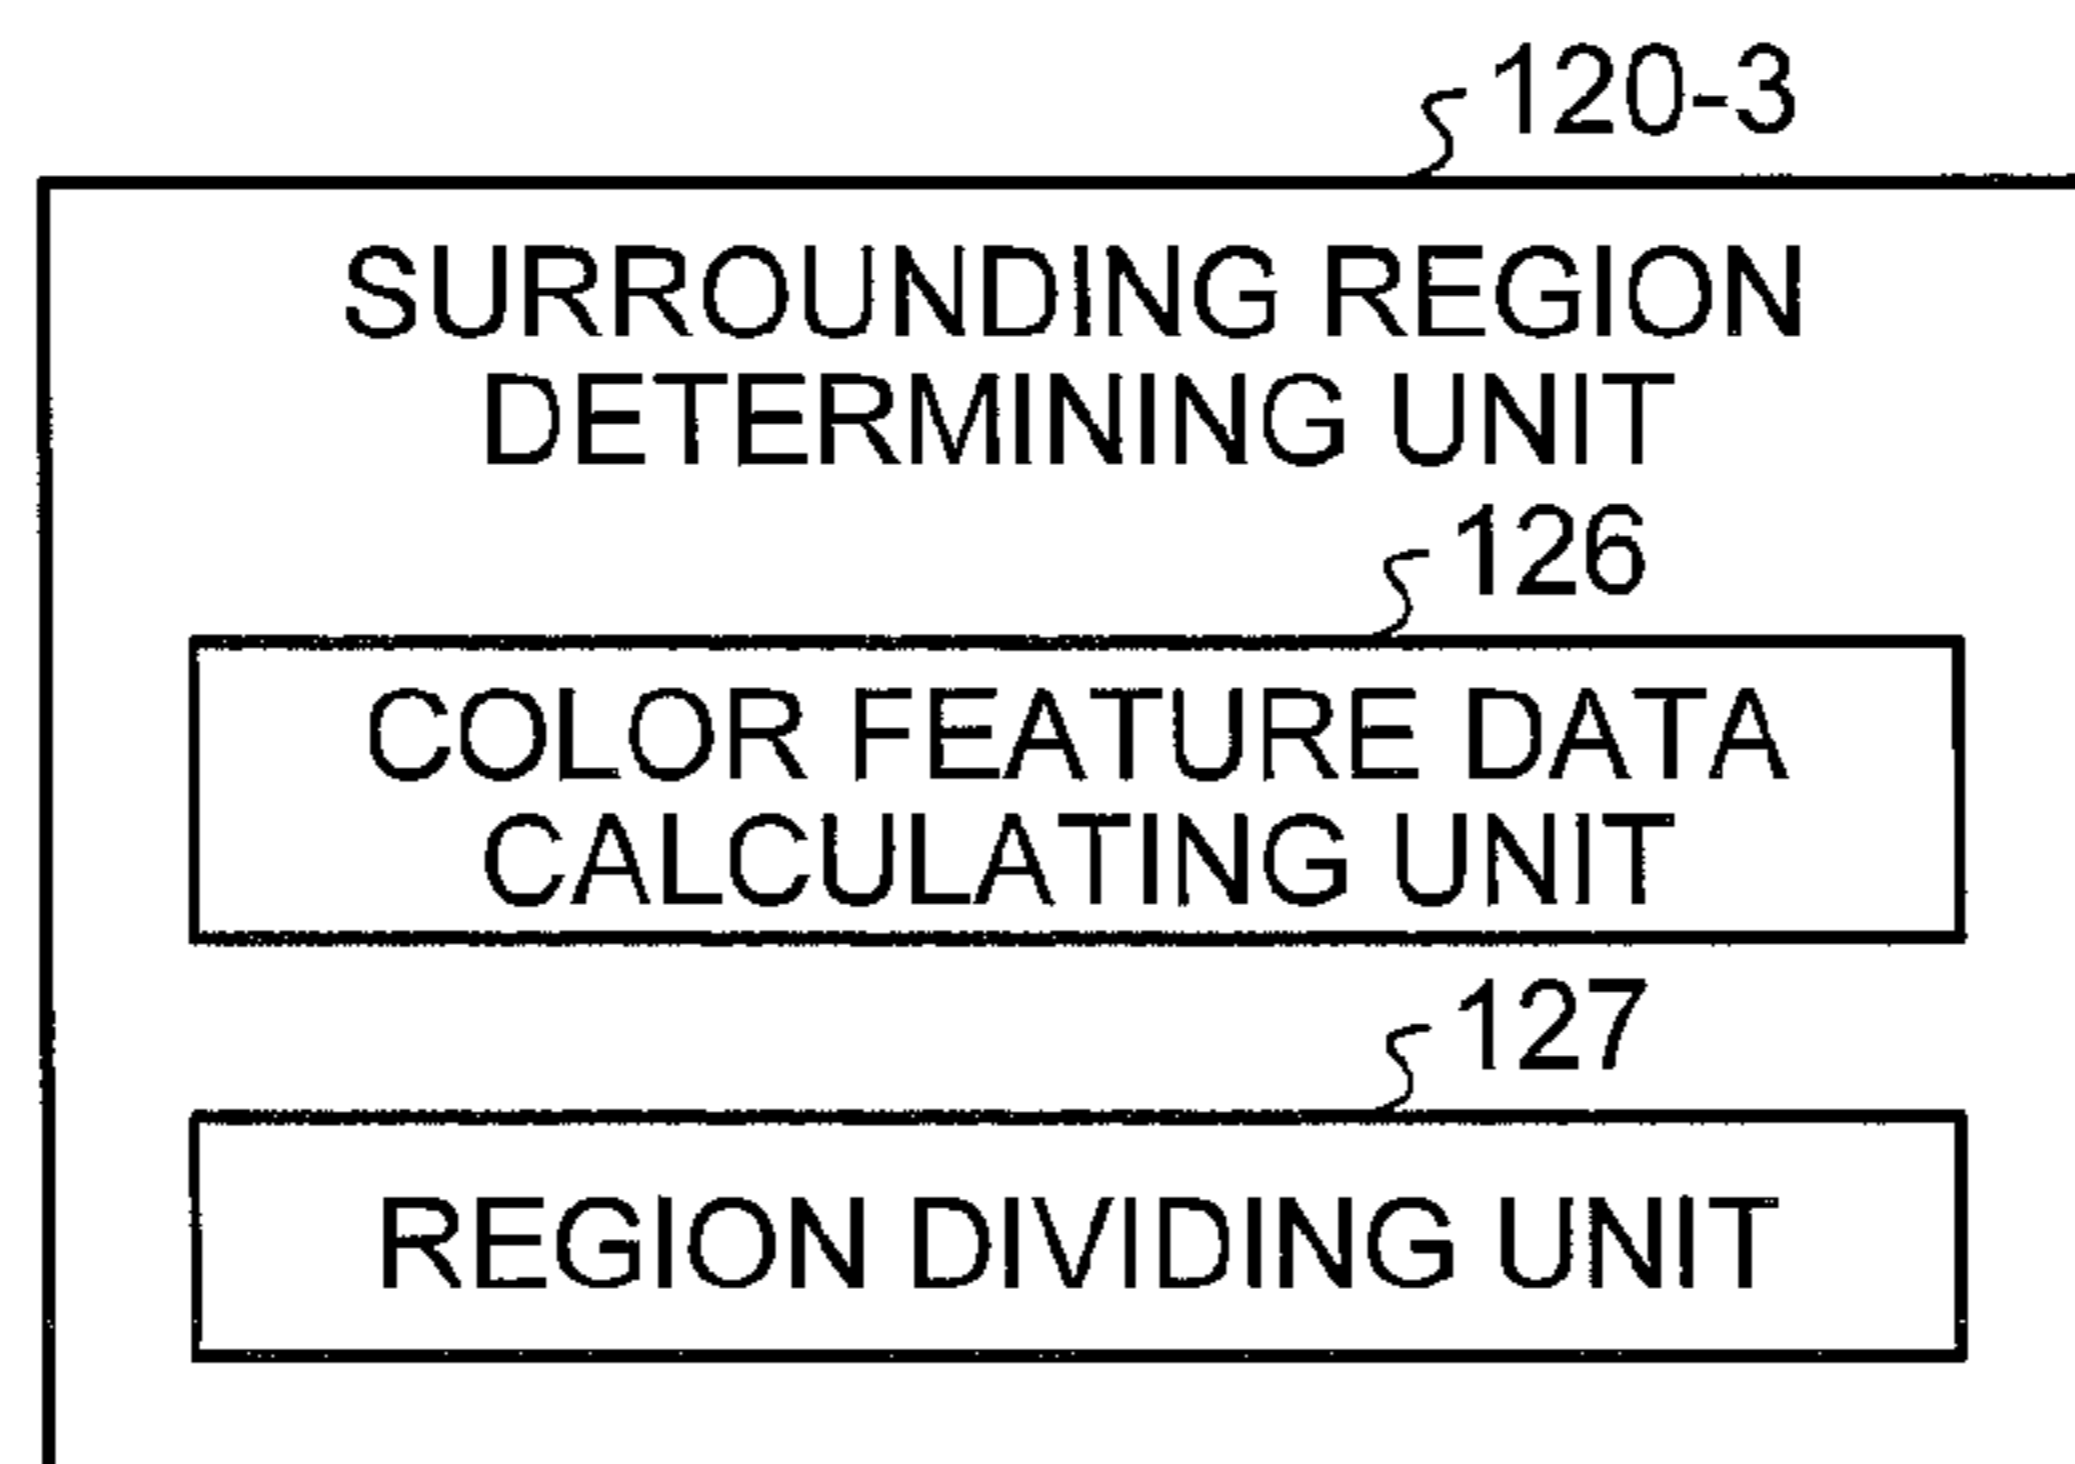 120-3
SURROUNDING REGION
DETERMINING UNIT
126
COLOR FEATURE DATA
CALCULATING UNIT
127
REGION DIVIDING UNIT